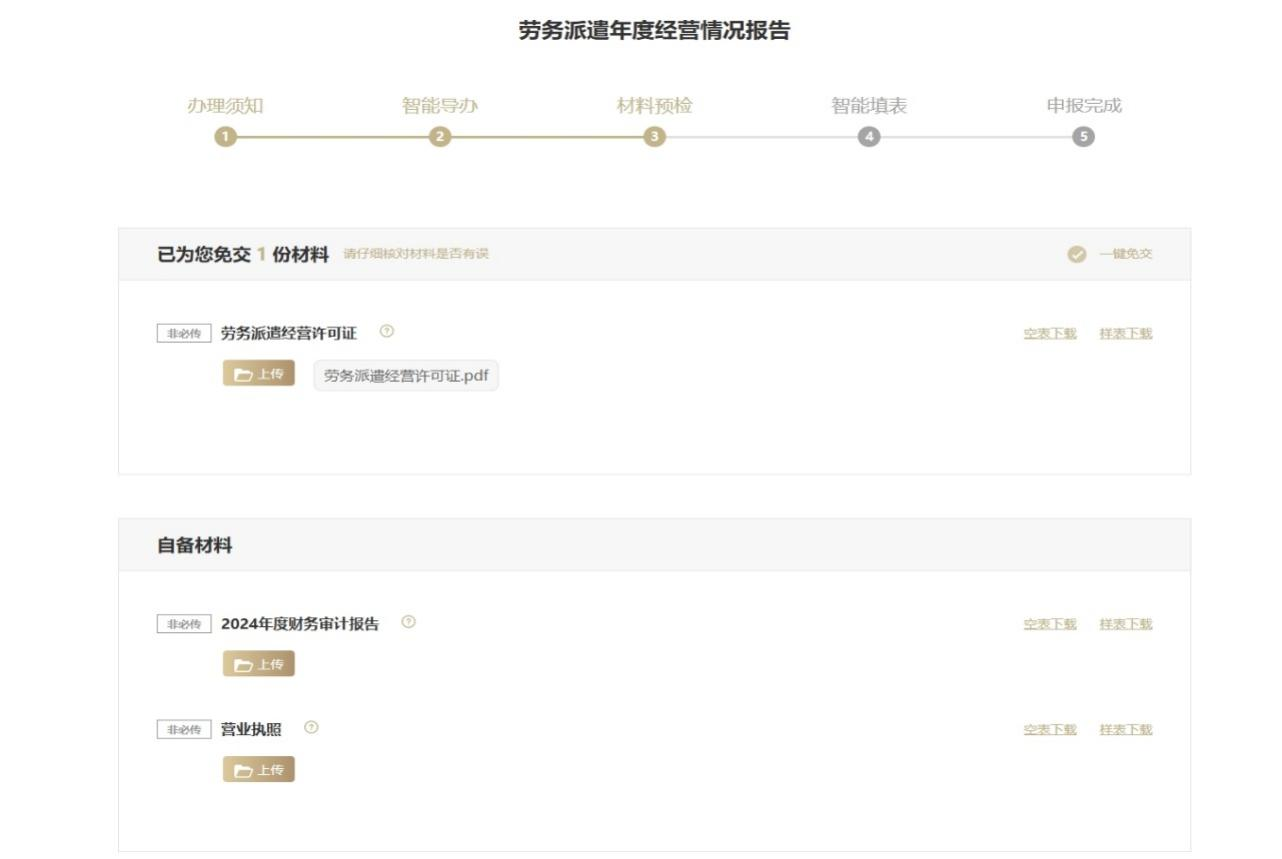 劳务派遣年度经营情况报告
办理须知 智能导办 材料预检 智能填表 申报完成
1 2 3 4 5
已为您免交 1 份材料 请仔细核对材料是否有误 一键免交
非必传 劳务派遣经营许可证 ? 空表下载 样表下载
上传 劳务派遣经营许可证.pdf
自备材料
非必传 2024年度财务审计报告 ? 空表下载 样表下载
上传
非必传 营业执照 ? 空表下载 样表下载
上传